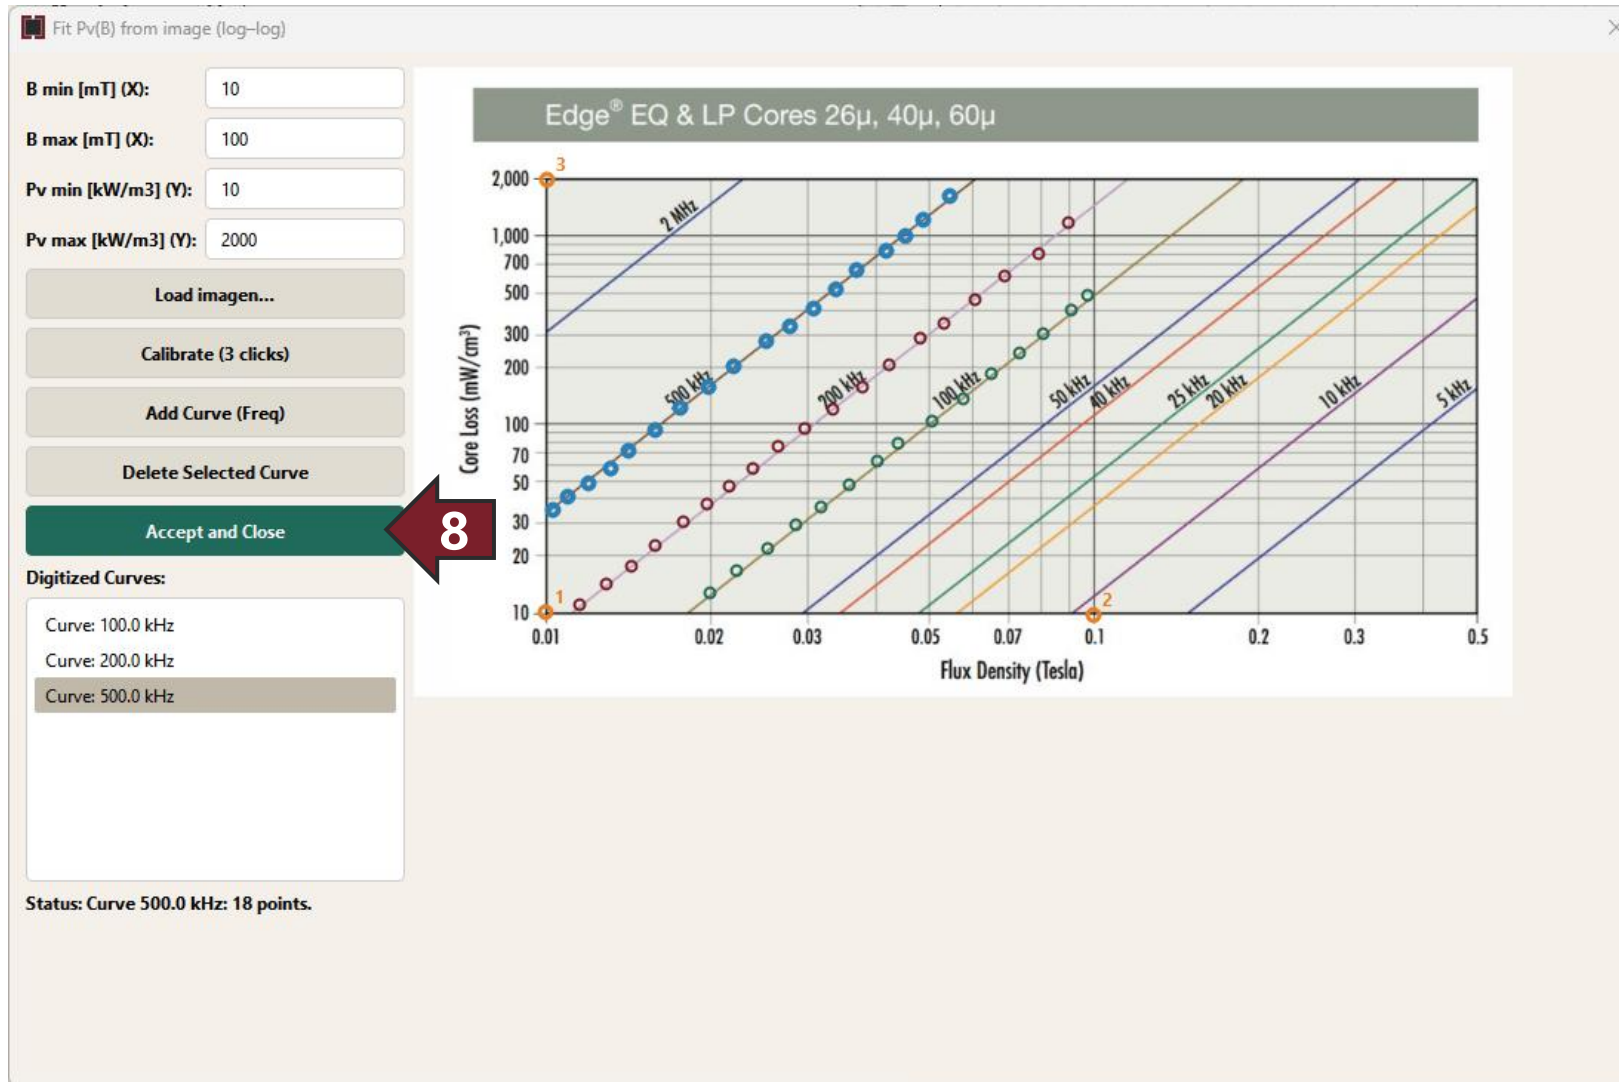 Fit Pv(B) from image (log–log)
B min [mT] (X):
10
B max [mT] (X):
100
Pv min [kW/m3] (Y):
10
Pv max [kW/m3] (Y):
2000
Load imagen...
Calibrate (3 clicks)
Add Curve (Freq)
Delete Selected Curve
Accept and Close
8
Digitized Curves:
Curve: 100.0 kHz
Curve: 200.0 kHz
Curve: 500.0 kHz
Status: Curve 500.0 kHz: 18 points.
Edge® EQ & LP Cores 26μ, 40μ, 60μ
3
2,000
1,000
700
500
300
200
100
70
50
30
20
10
Core Loss (mW/cm³)
2 MHz
500 kHz
200 kHz
100 kHz
50 kHz
40 kHz
25 kHz
20 kHz
10 kHz
5 kHz
1
2
0.01
0.02
0.03
0.05
0.07
0.1
0.2
0.3
0.5
Flux Density (Tesla)